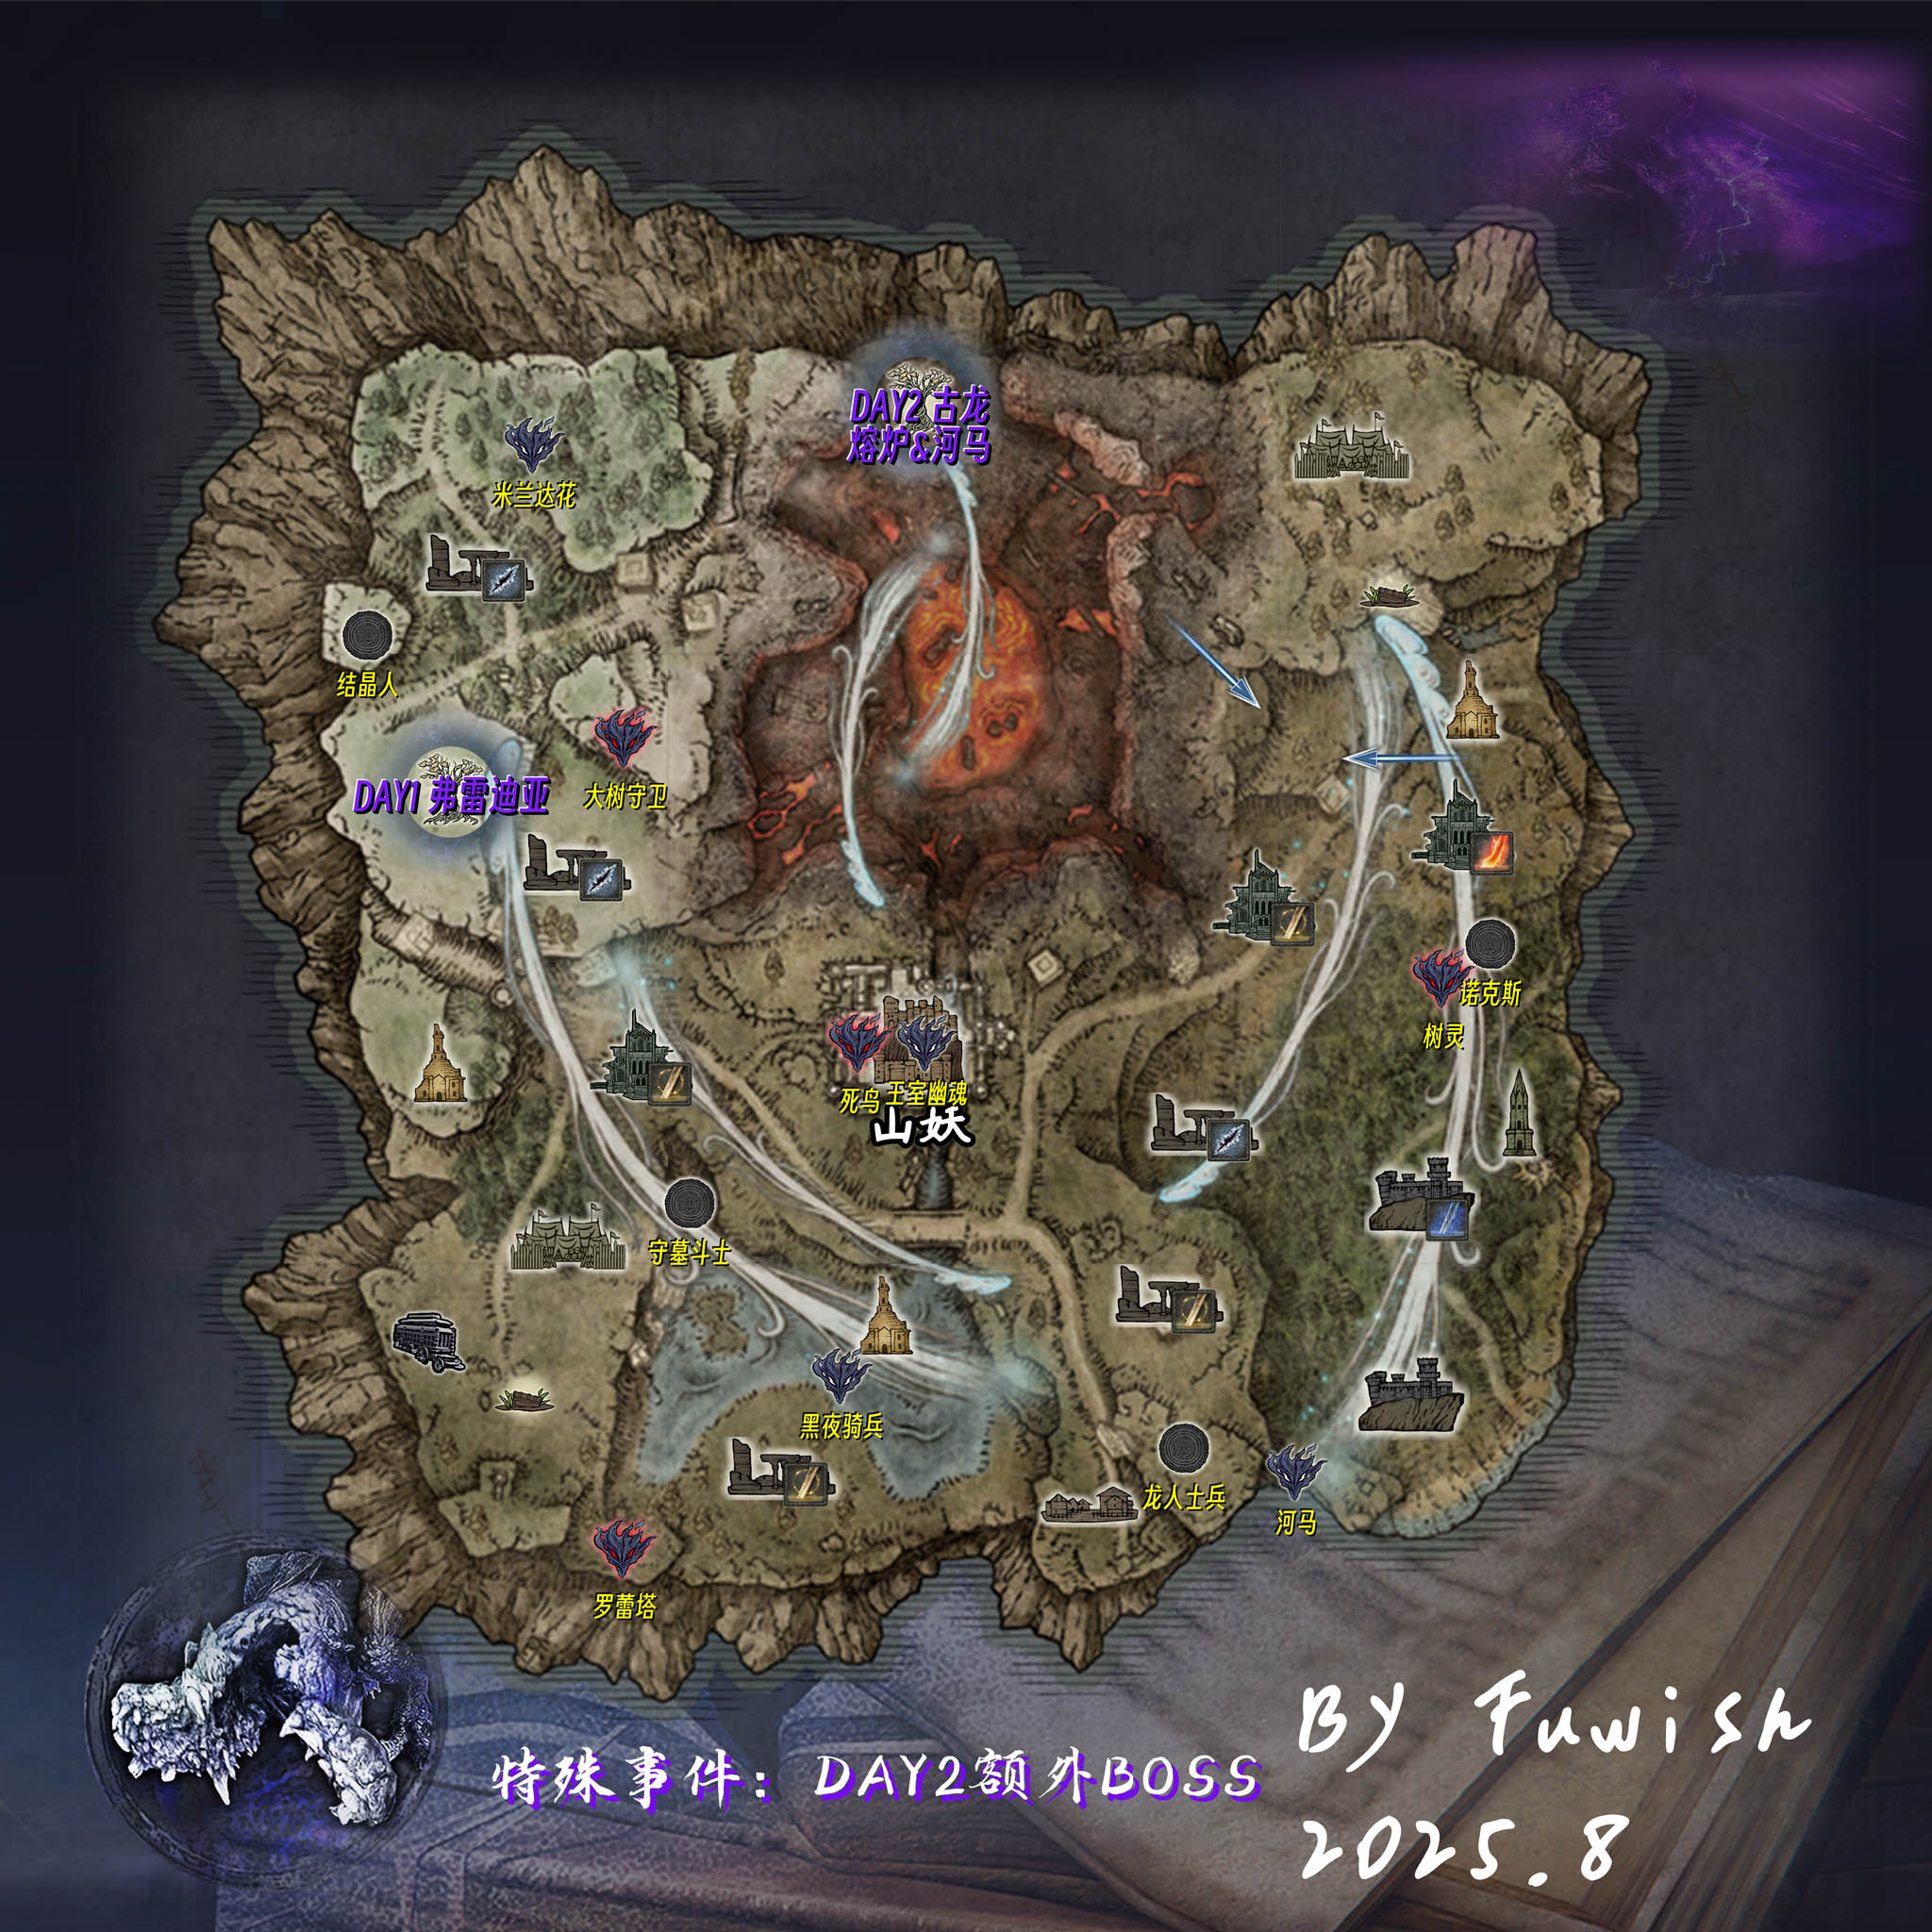 DAY2 古龙
熔炉&河马
米兰达花
结晶人
大树守卫
DAY1 弗雷迪亚
诺克斯
树灵
死鸟
王室幽魂
山妖
守墓斗士
黑夜骑兵
龙人士兵
河马
罗蕾塔
特殊事件：DAY2额外BOSS
By Fuwish
2025.8